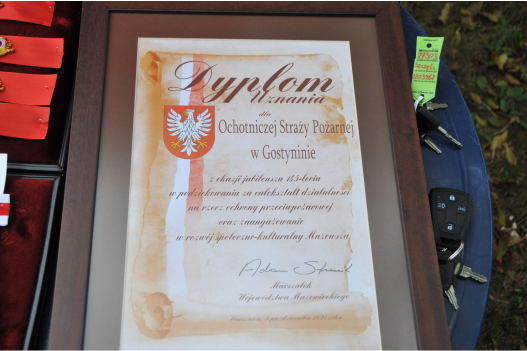 Dyplom
Uznania
dla
Ochotniczej Straży Pożarnej
w Gostyninie
z okazji jubileuszu 145-lecia
w podziękowaniu za całokształt działalności
na rzecz ochrony przeciwpożarowej
oraz zaangażowanie
w rozwój społeczno-kulturalny Mazowsza
Marszałek
Województwa Mazowieckiego